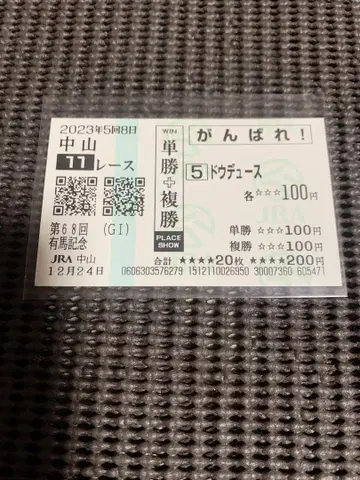 2023年5回8日
中山
11レース
第68回 (GI)
有馬記念
JRA 中山
12月24日
WIN
単勝+複勝
PLACE
SHOW
がんばれ!
5 ドウデュース
各☆☆☆100円
JRA
単勝 ☆☆☆100円
複勝 ☆☆☆100円
合計 ★★★★20枚 ★★★★200円
0606303576279 1512110026950 30007360 605471